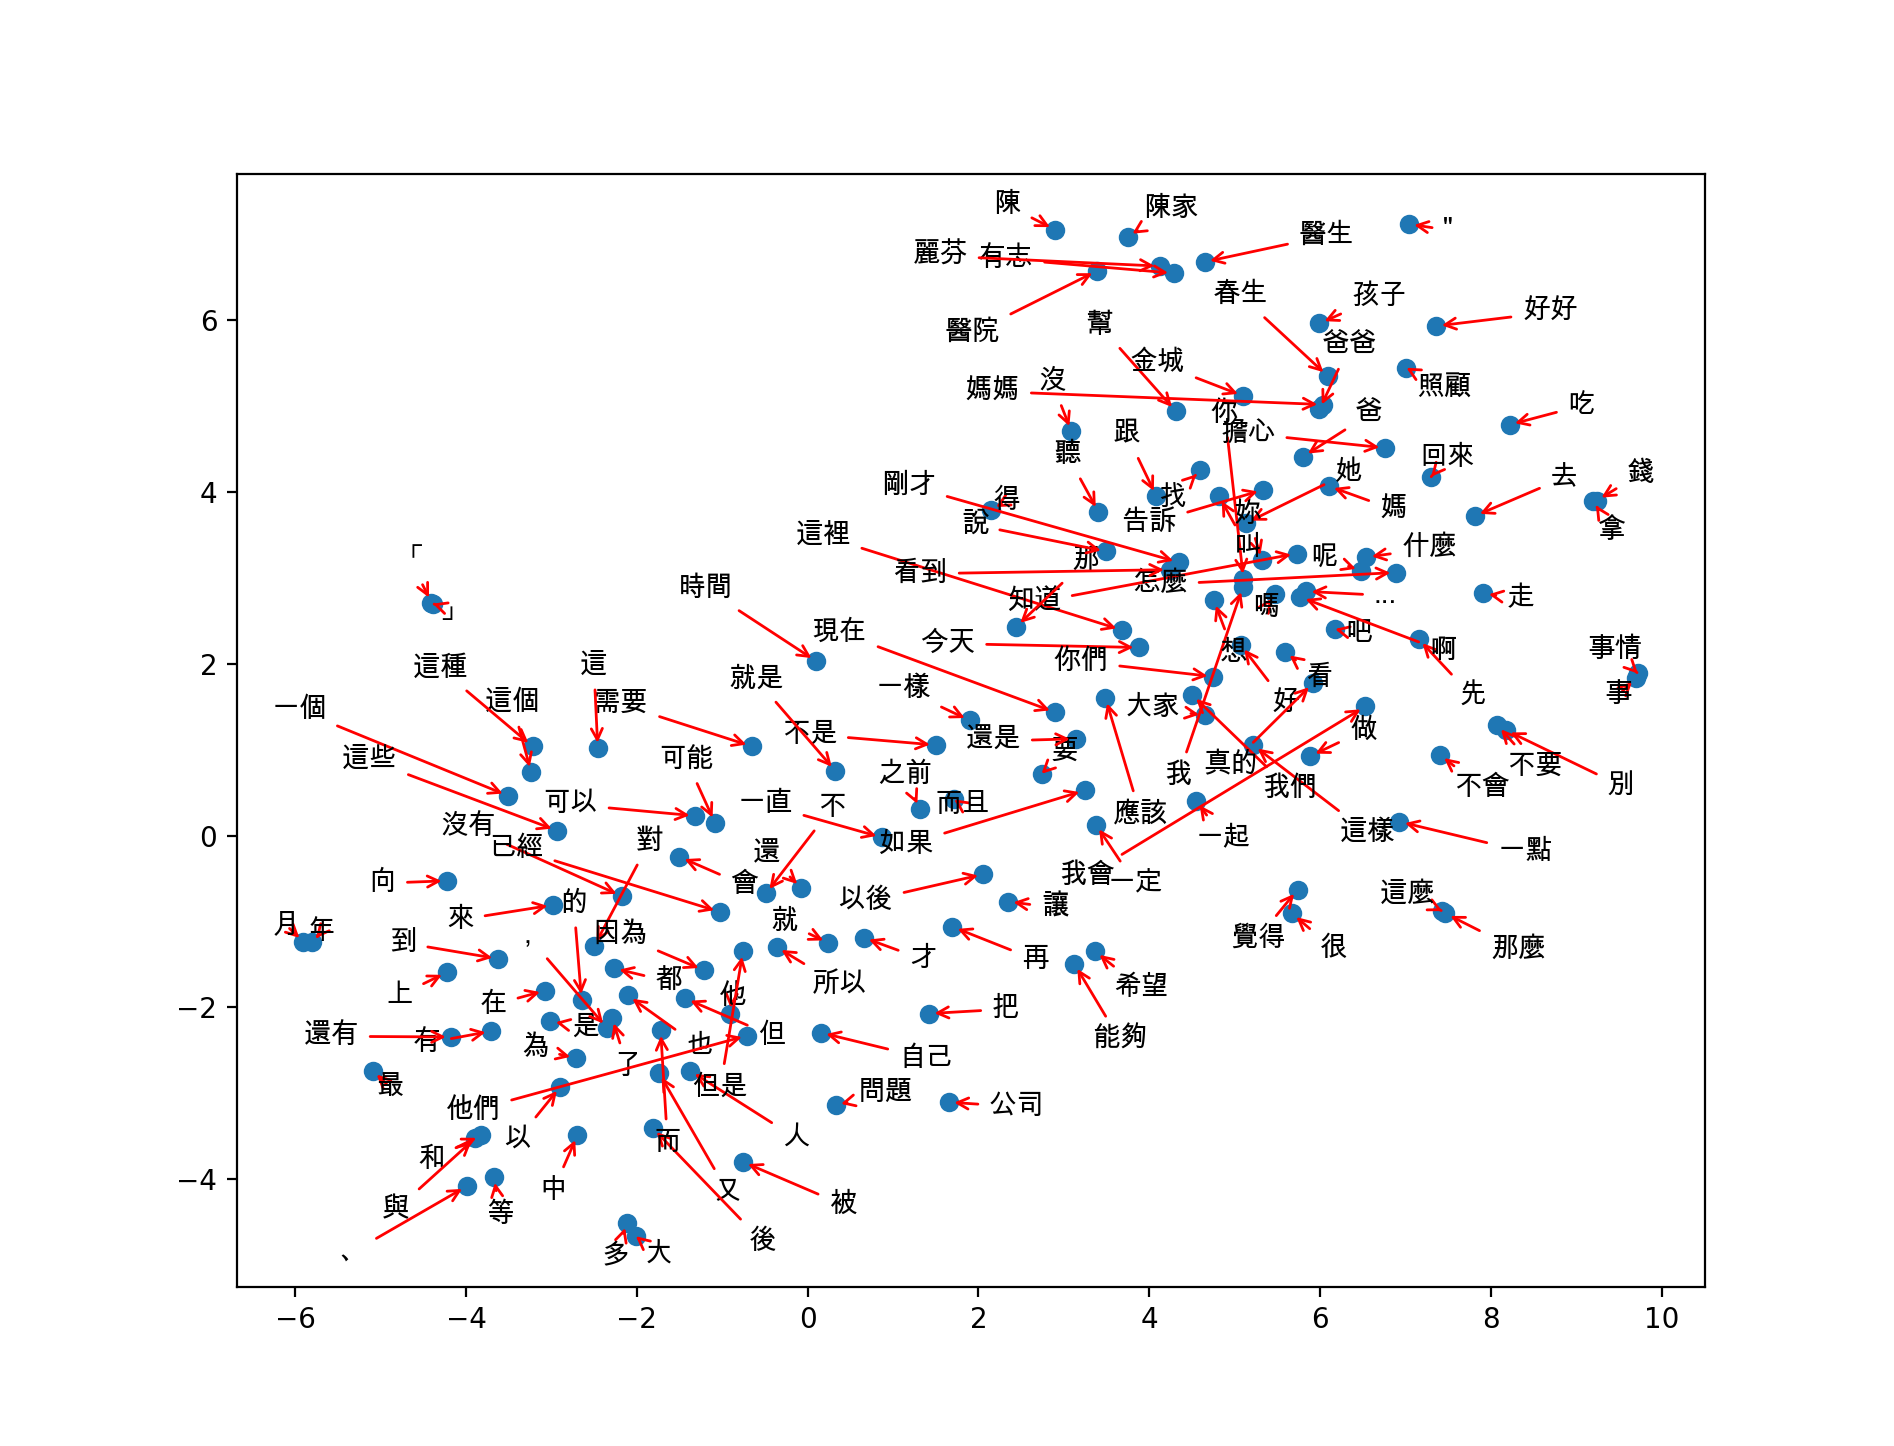 陳
陳家
"
醫生
麗芬
有志
春生
孩子
好好
醫院
幫
爸爸
金城
媽媽
沒
照顧
你
爸
吃
跟
擔心
聽
回來
她
去
錢
剛才
得
找
媽
說
告訴
妳
拿
這裡
叫
什麼
「
那
呢
看到
怎麼
時間
知道
嗎
...
走
」
現在
今天
吧
這種
這
就是
你們
想
啊
事情
一樣
看
先
事
一個
這個
需要
大家
好
不是
還是
做
這些
可能
要
真的
之前
我
我們
不要
不會
別
可以
一直
不
而且
應該
沒有
已經
對
如果
一起
這樣
一點
還
向
會
我會
一定
以後
這麼
來
的
讓
月
年
就
到
,
因為
覺得
很
那麼
才
再
上
在
都
所以
希望
他
把
還有
有
是
為
也
但
能夠
了
自己
最
但是
問題
公司
他們
以
人
和
而
中
又
與
等
被
後
、
多
大
6
4
2
0
−2
−4
−6
−4
−2
0
2
4
6
8
10